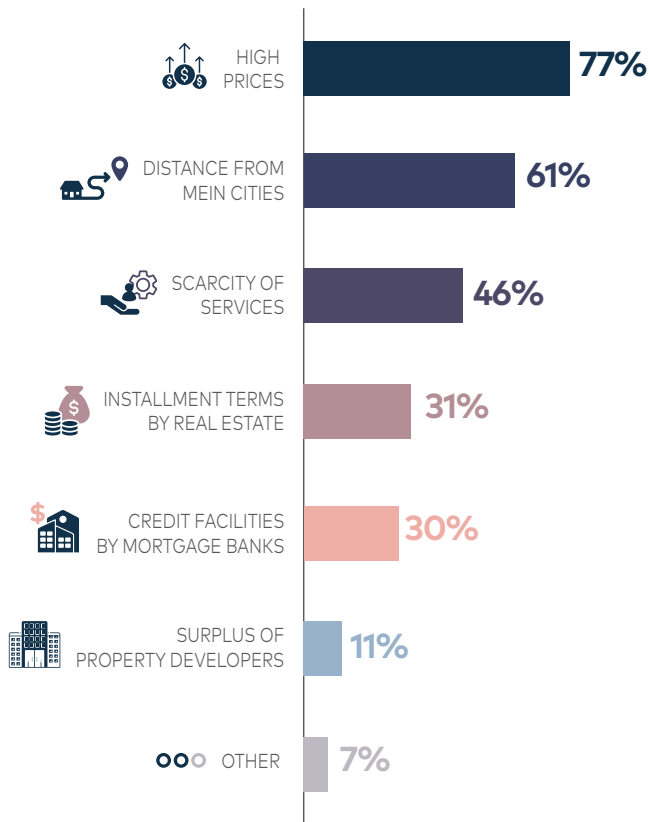 HIGH
PRICES
77%
DISTANCE FROM
MEIN CITIES
61%
SCARCITY OF
SERVICES
46%
INSTALLMENT TERMS
BY REAL ESTATE
31%
CREDIT FACILITIES
BY MORTGAGE BANKS
30%
SURPLUS OF
PROPERTY DEVELOPERS
11%
OTHER
7%